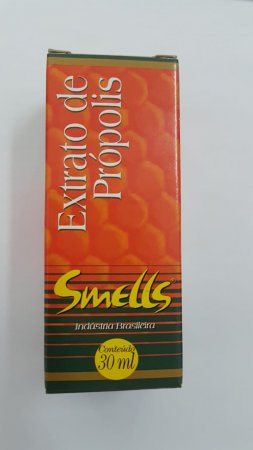 Extrato de
Própolis
Smells
Indústria Brasileira
Conteúdo
30 ml